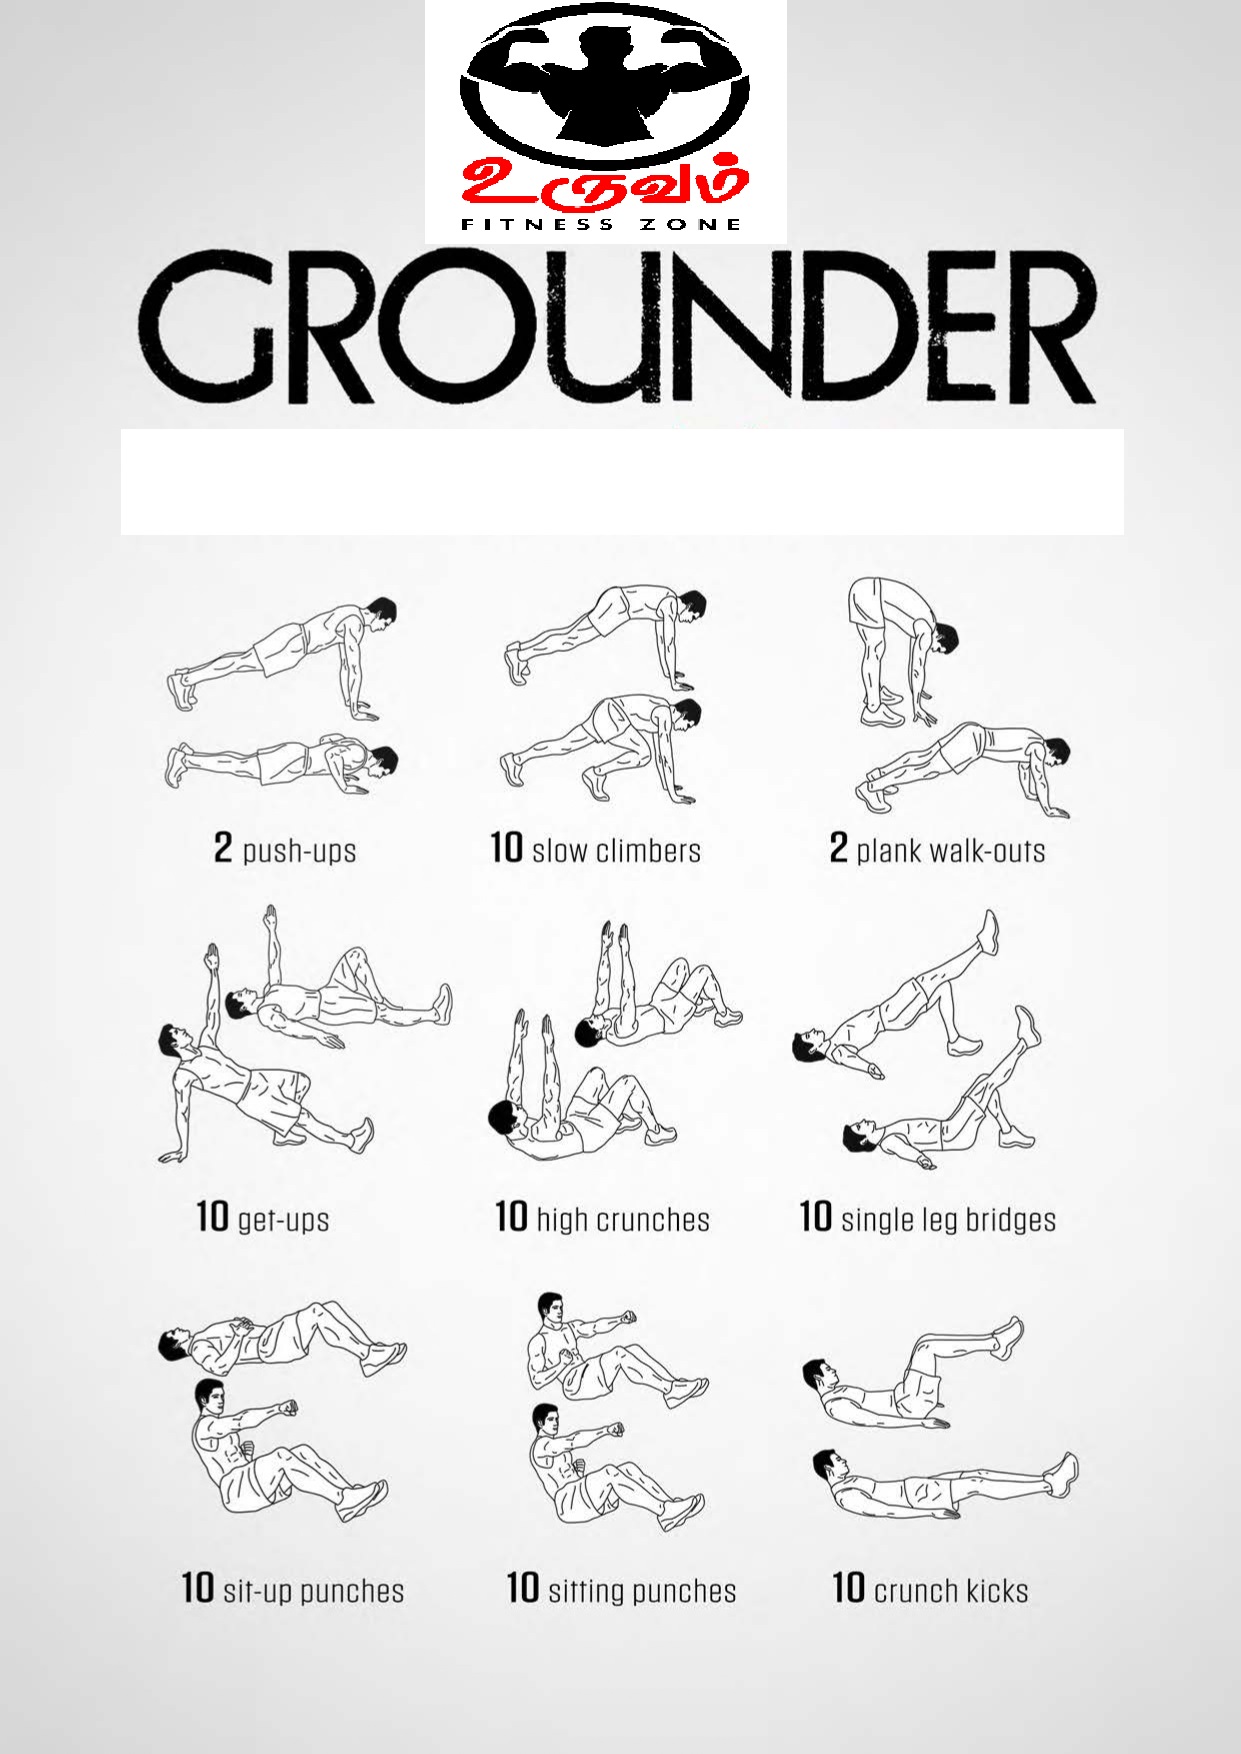 உருவம்
FITNESS ZONE
GROUNDER
2 push-ups
10 slow climbers
2 plank walk-outs
10 get-ups
10 high crunches
10 single leg bridges
10 sit-up punches
10 sitting punches
10 crunch kicks